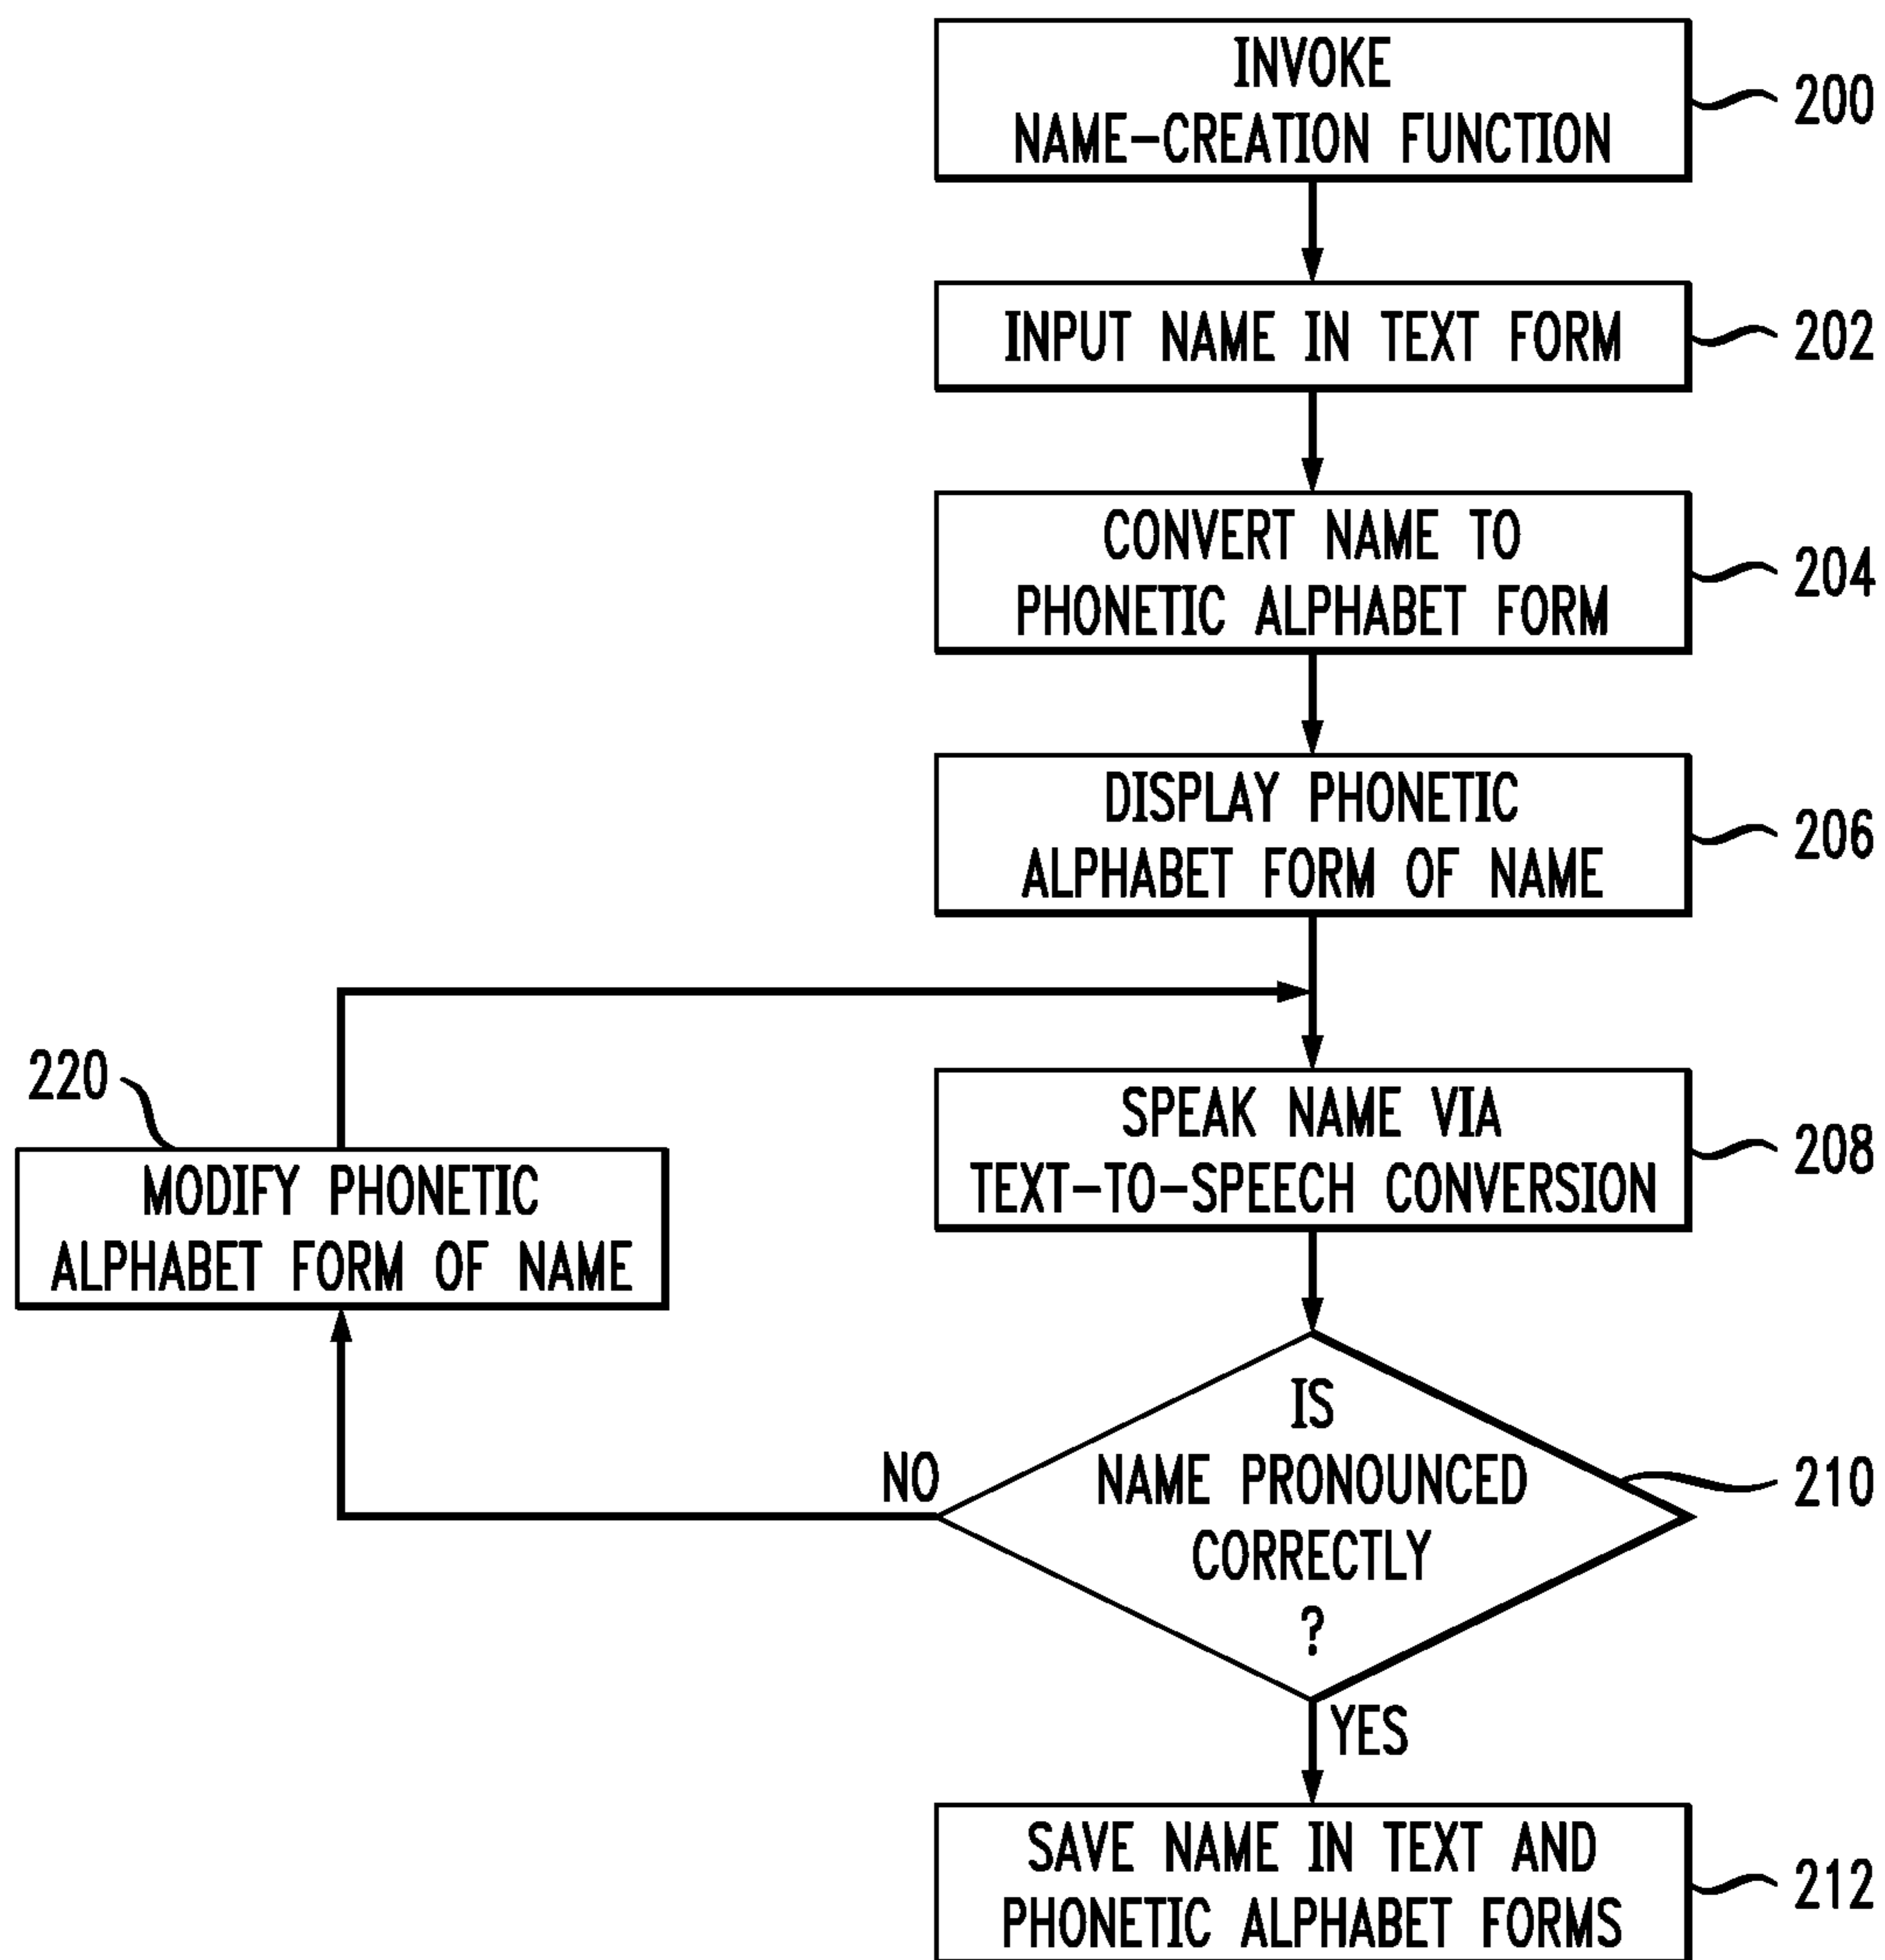 INVOKE
NAME-CREATION FUNCTION
200
INPUT NAME IN TEXT FORM
202
CONVERT NAME TO
PHONETIC ALPHABET FORM
204
DISPLAY PHONETIC
ALPHABET FORM OF NAME
206
220
MODIFY PHONETIC
ALPHABET FORM OF NAME
SPEAK NAME VIA
TEXT-TO-SPEECH CONVERSION
208
IS
NAME PRONOUNCED
CORRECTLY
?
210
NO
YES
SAVE NAME IN TEXT AND
PHONETIC ALPHABET FORMS
212